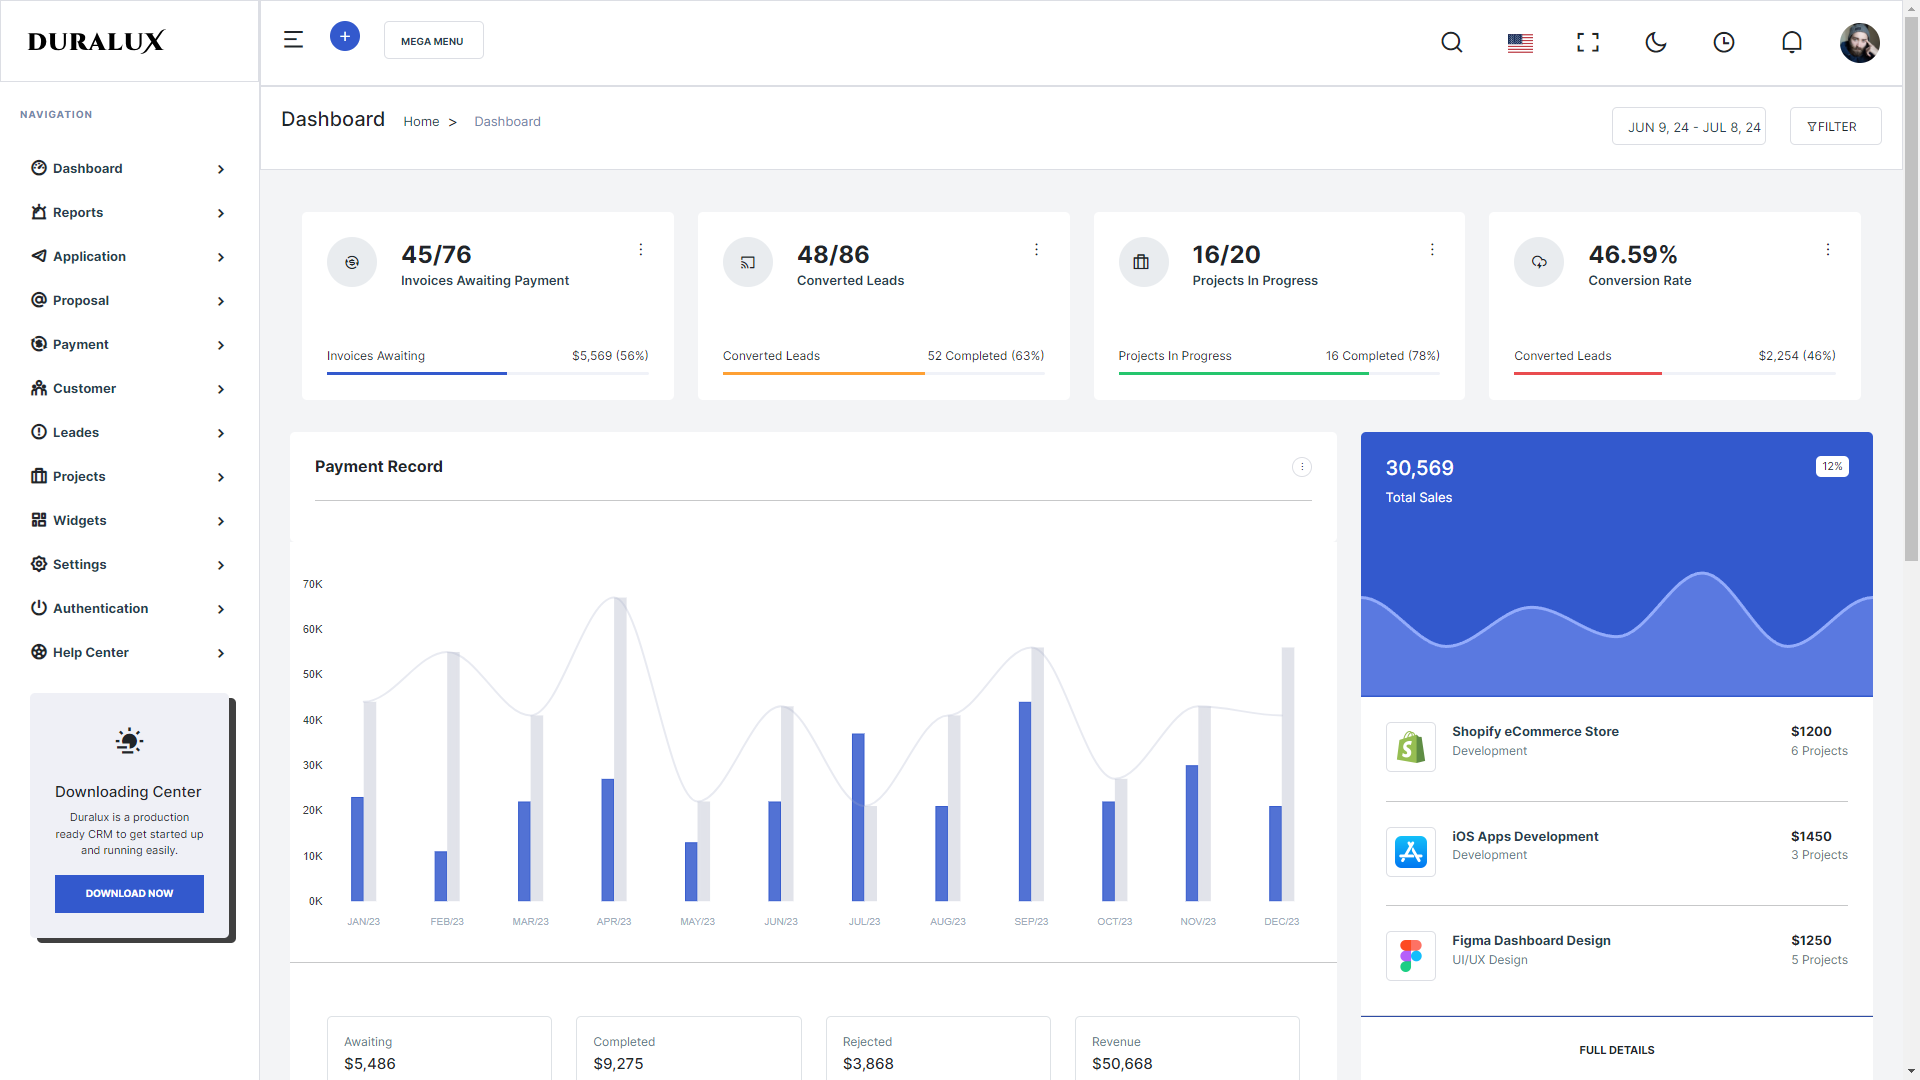 DURALUX
MEGA MENU
NAVIGATION
Dashboard
Reports
Application
Proposal
Payment
Customer
Leades
Projects
Widgets
Settings
Authentication
Help Center
Downloading Center
Duralux is a production
ready CRM to get started up
and running easily.
DOWNLOAD NOW
Dashboard Home > Dashboard
JUN 9, 24 - JUL 8, 24
FILTER
45/76
Invoices Awaiting Payment
Invoices Awaiting $5,569 (56%)
48/86
Converted Leads
Converted Leads 52 Completed (63%)
16/20
Projects In Progress
Projects In Progress 16 Completed (78%)
46.59%
Conversion Rate
Converted Leads $2,254 (46%)
Payment Record
70K
60K
50K
40K
30K
20K
10K
0K
JAN/23 FEB/23 MAR/23 APR/23 MAY/23 JUN/23 JUL/23 AUG/23 SEP/23 OCT/23 NOV/23 DEC/23
Awaiting
$5,486
Completed
$9,275
Rejected
$3,868
Revenue
$50,668
30,569 12%
Total Sales
Shopify eCommerce Store $1200
Development 6 Projects
iOS Apps Development $1450
Development 3 Projects
Figma Dashboard Design $1250
UI/UX Design 5 Projects
FULL DETAILS